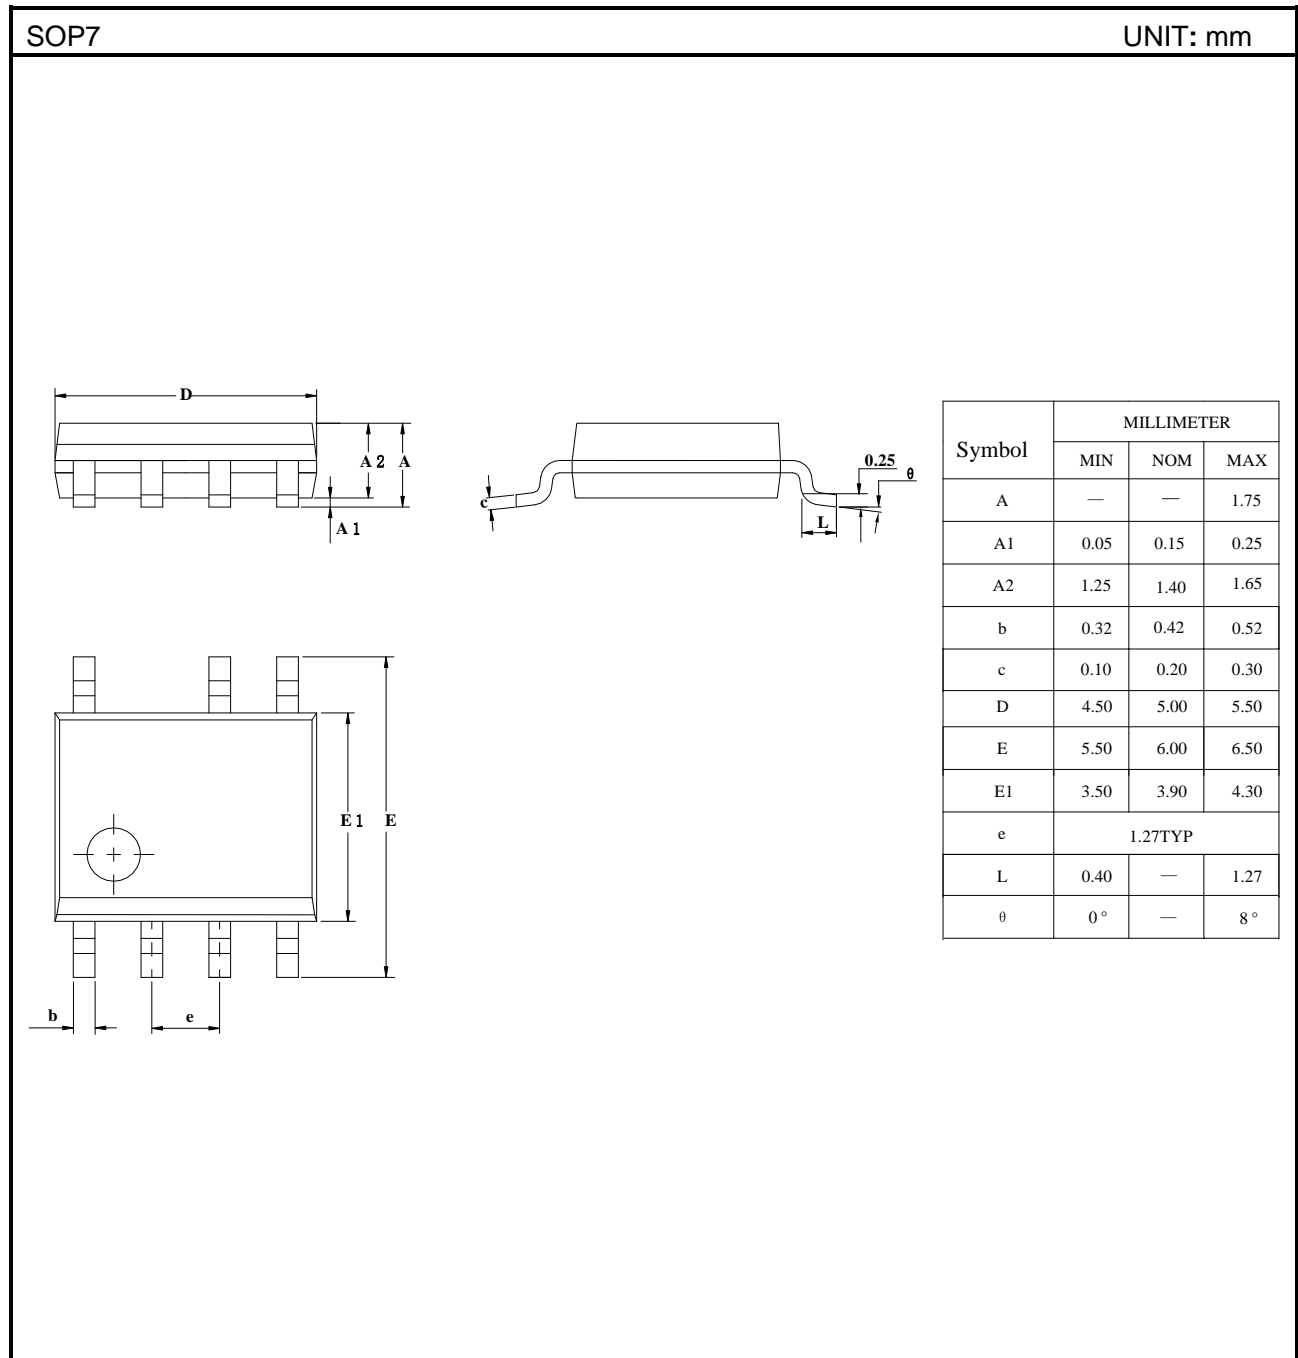 SOP7 UNIT: mm
D
A 2 A
A 1
c
0.25
θ
L
E 1 E
b e
Symbol MILLIMETER
MIN NOM MAX
A — — 1.75
A1 0.05 0.15 0.25
A2 1.25 1.40 1.65
b 0.32 0.42 0.52
c 0.10 0.20 0.30
D 4.50 5.00 5.50
E 5.50 6.00 6.50
E1 3.50 3.90 4.30
e 1.27TYP
L 0.40 — 1.27
θ 0° — 8°